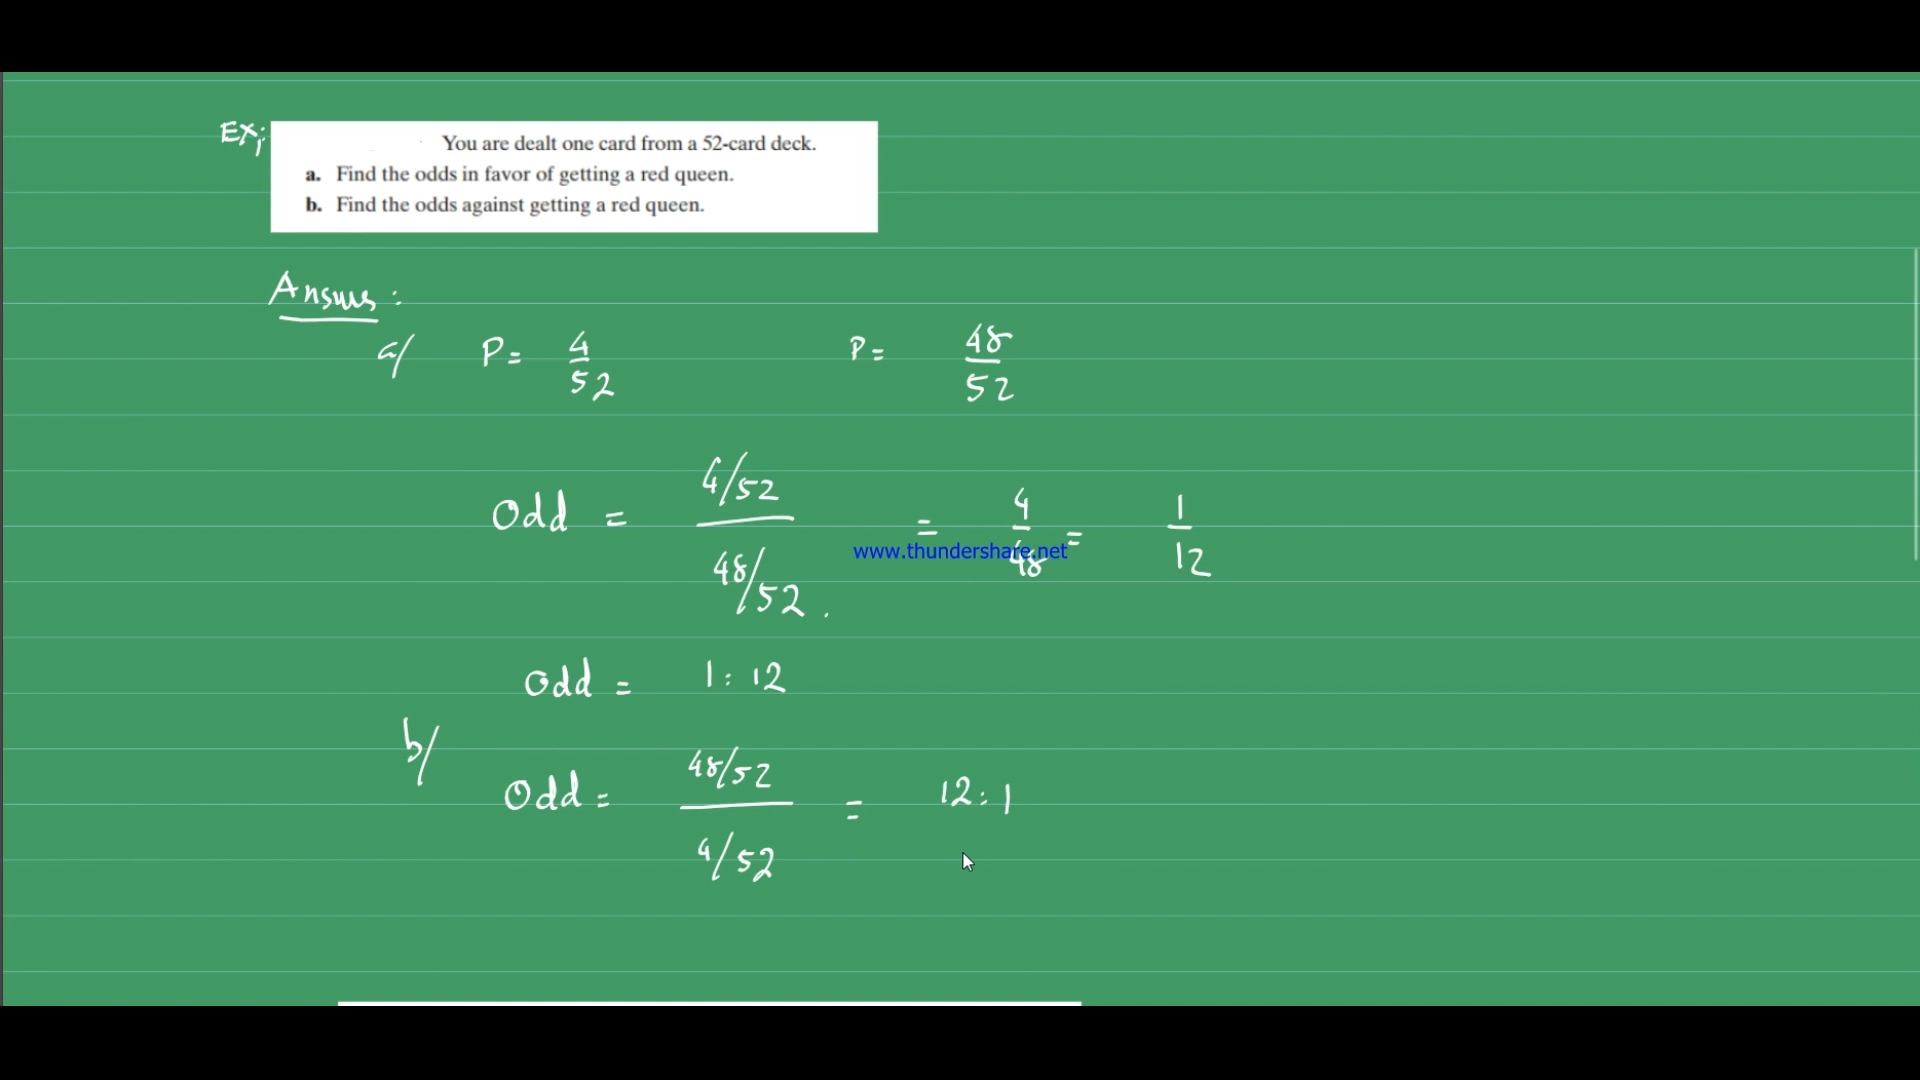 Ex;
You are dealt one card from a 52-card deck.
a. Find the odds in favor of getting a red queen.
b. Find the odds against getting a red queen.
Answer:
a/ P = 4/52 P = 48/52
Odd = 4/52 / 48/52 = 4/48 = 1/12
www.thundershare.net
Odd = 1 : 12
b/
Odd = 48/52 / 4/52 = 12 : 1